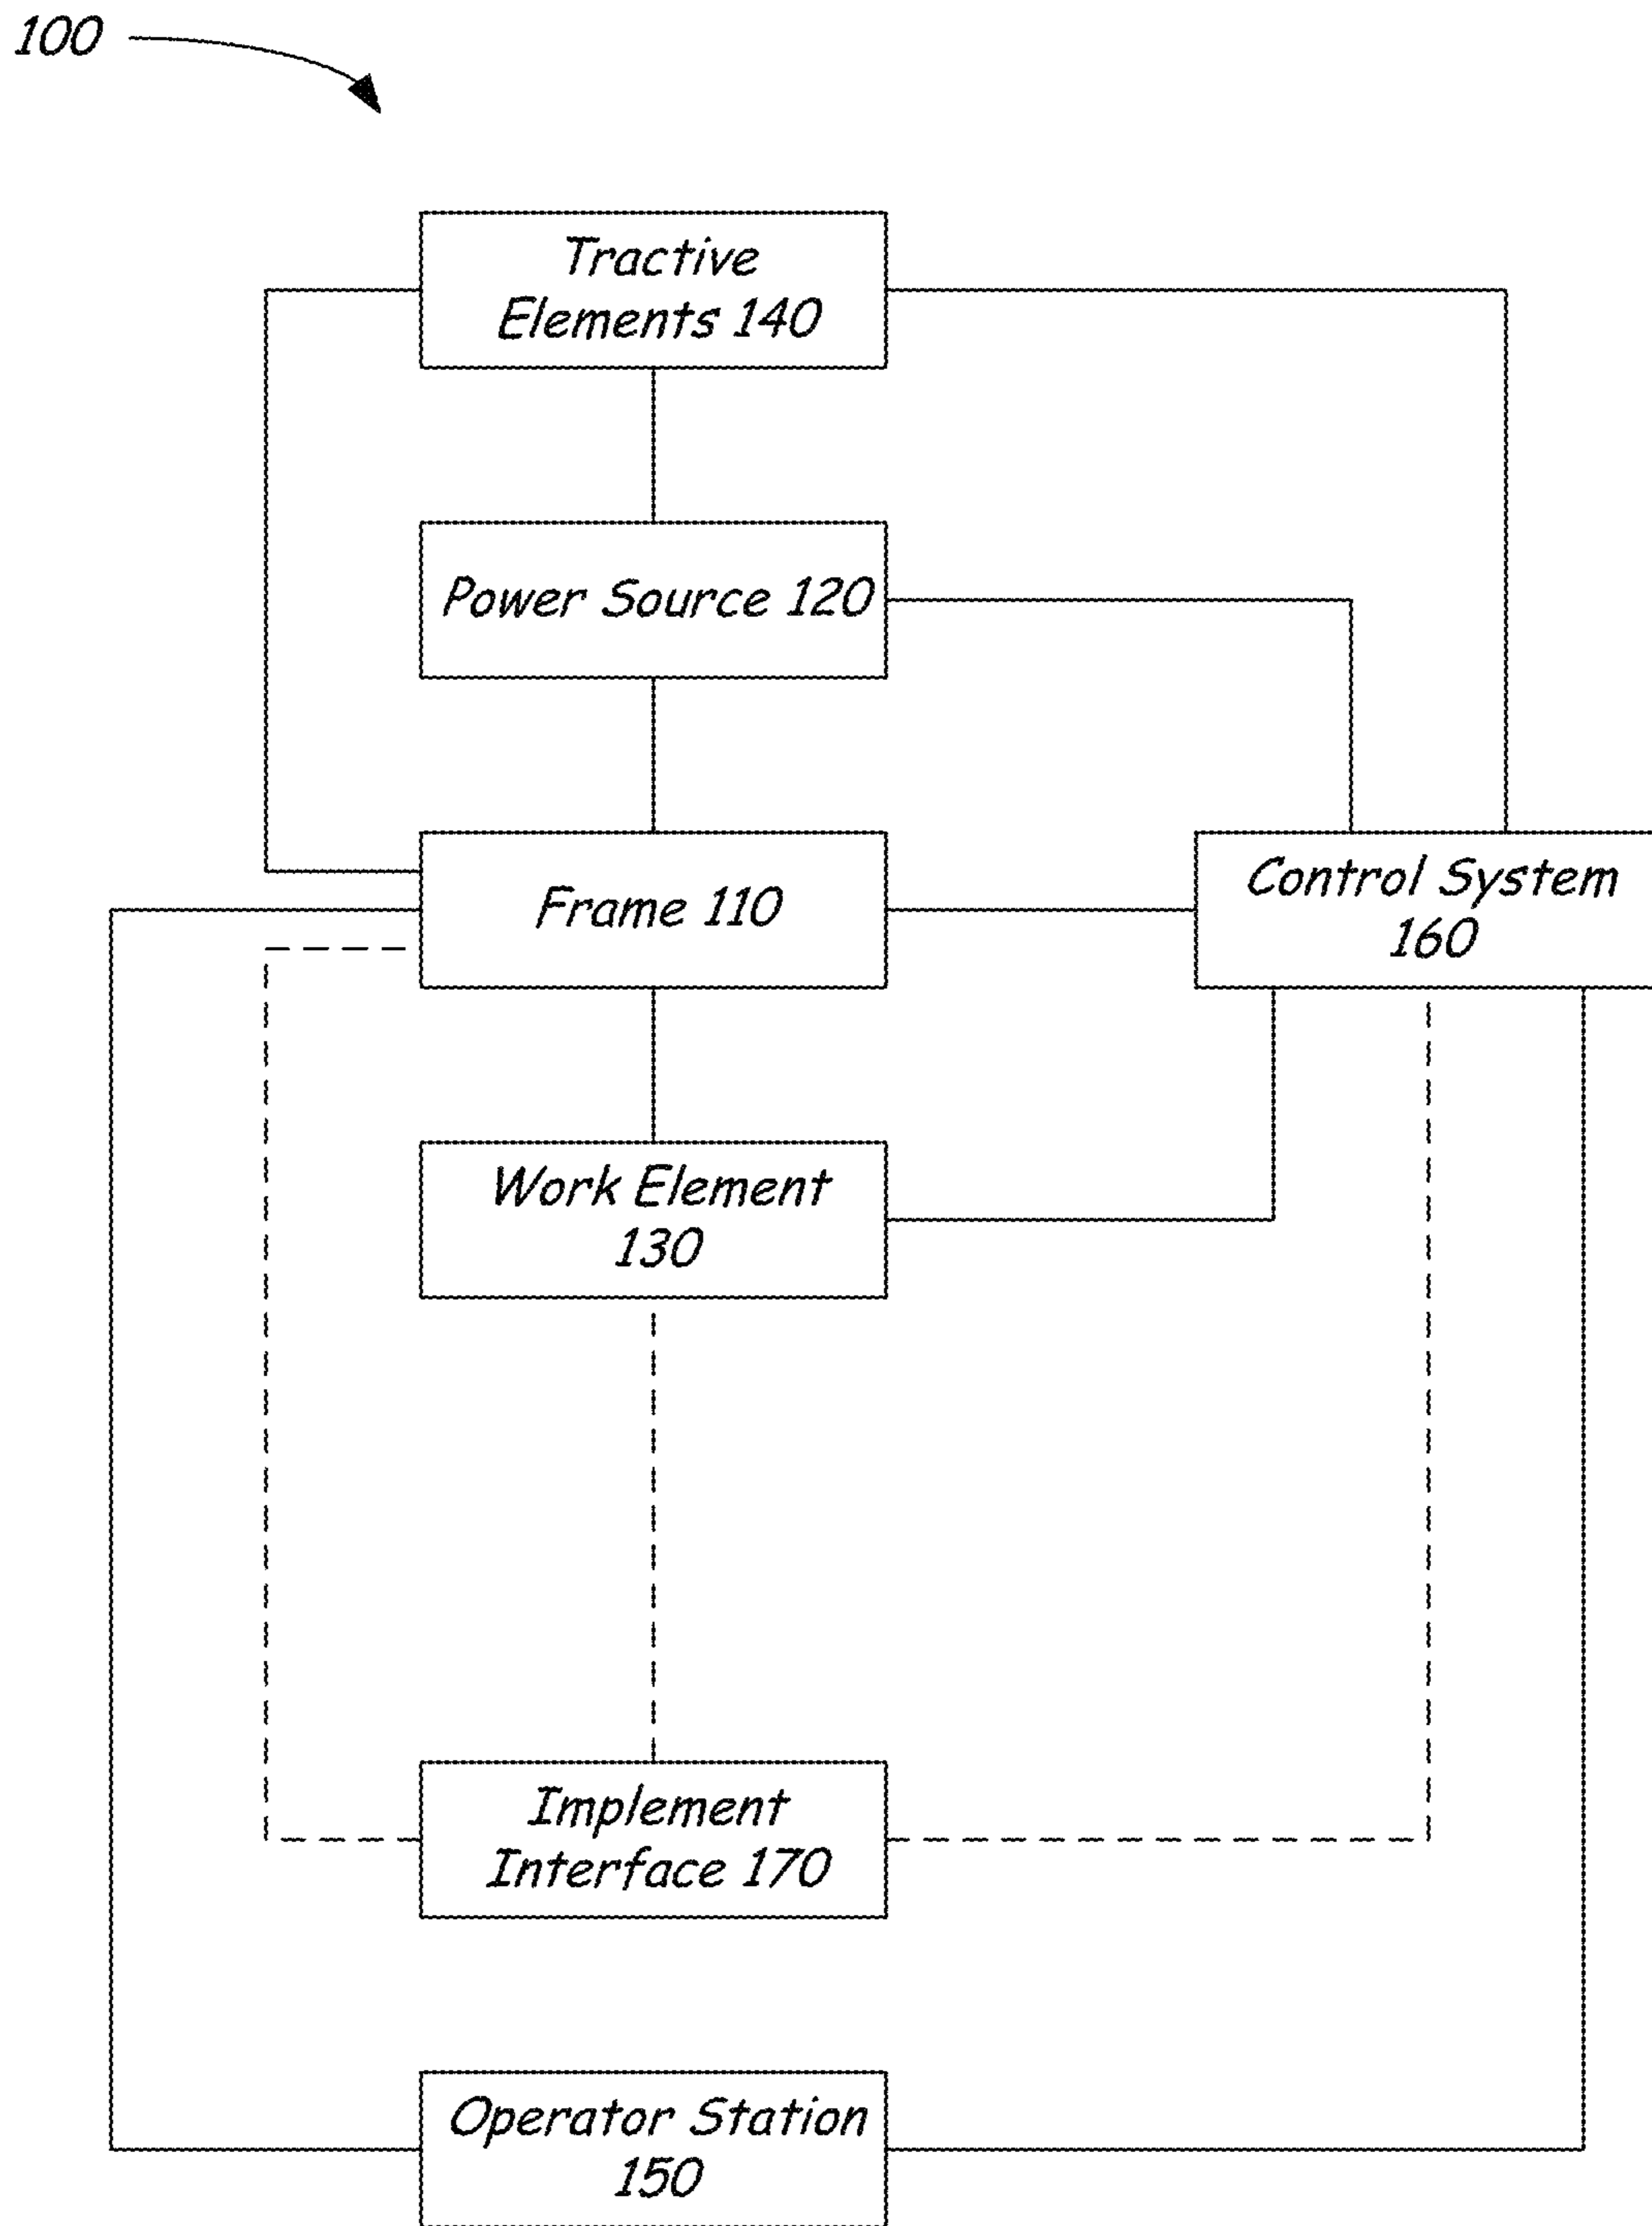 100
Tractive
Elements 140
Power Source 120
Frame 110
Control System
160
Work Element
130
Implement
Interface 170
Operator Station
150